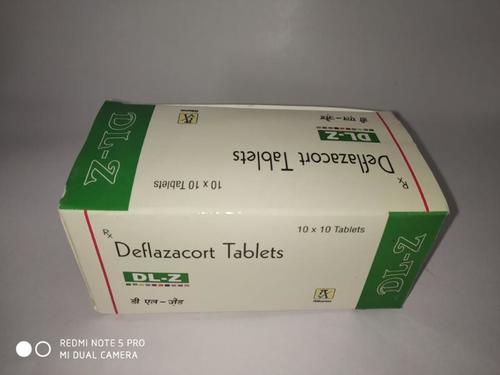 DL-Z
10 x 10 Tablets
Deflazacort Tablets
Rx
DL-Z
डी एल-जैड
Rx
10 x 10 Tablets
Deflazacort Tablets
DL-Z
डी एल-जैड
DL-Z
REDMI NOTE 5 PRO
MI DUAL CAMERA